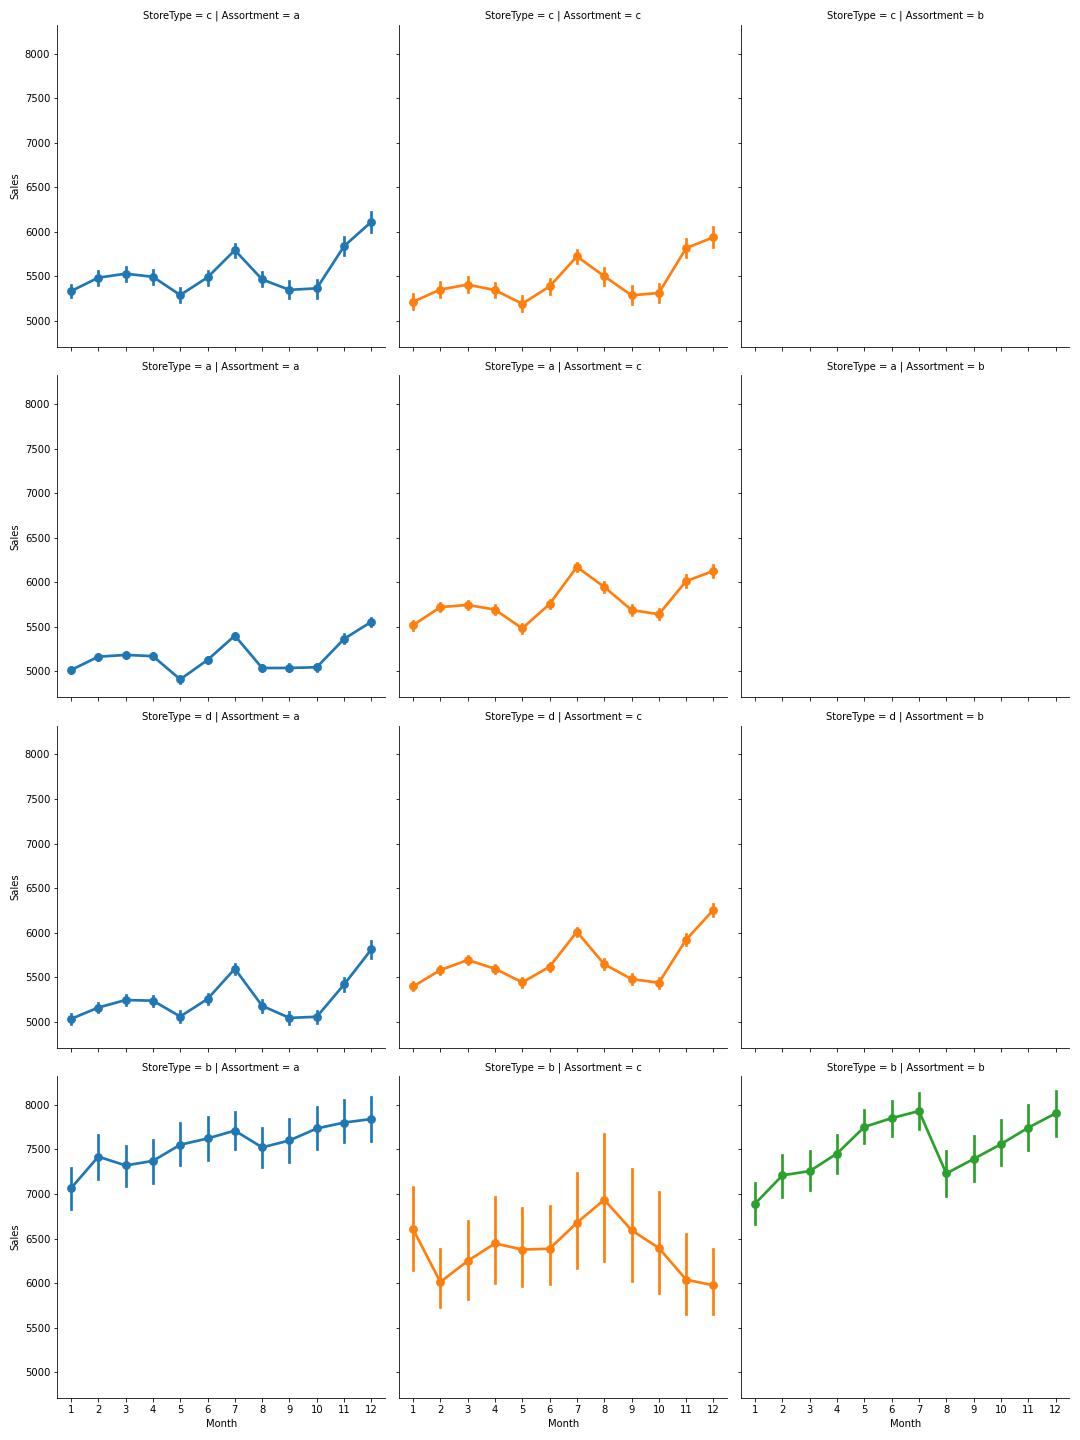 StoreType = c | Assortment = a
StoreType = c | Assortment = c
StoreType = c | Assortment = b
8000
7500
7000
6500
6000
5500
5000
Sales
StoreType = a | Assortment = a
StoreType = a | Assortment = c
StoreType = a | Assortment = b
8000
7500
7000
6500
6000
5500
5000
Sales
StoreType = d | Assortment = a
StoreType = d | Assortment = c
StoreType = d | Assortment = b
8000
7500
7000
6500
6000
5500
5000
Sales
StoreType = b | Assortment = a
StoreType = b | Assortment = c
StoreType = b | Assortment = b
8000
7500
7000
6500
6000
5500
5000
Sales
1 2 3 4 5 6 7 8 9 10 11 12
Month
1 2 3 4 5 6 7 8 9 10 11 12
Month
1 2 3 4 5 6 7 8 9 10 11 12
Month